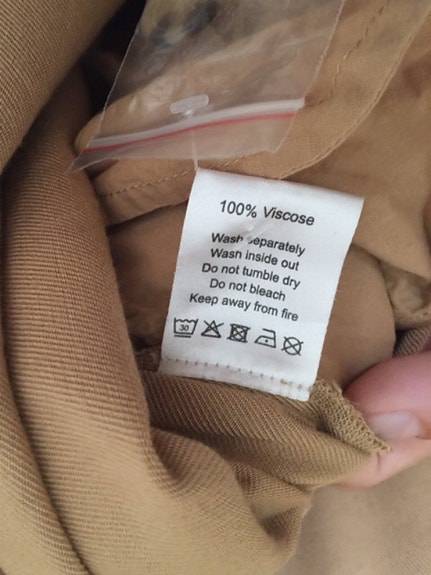 100% Viscose
Wash separately
Wash inside out
Do not tumble dry
Do not bleach
Keep away from fire
30